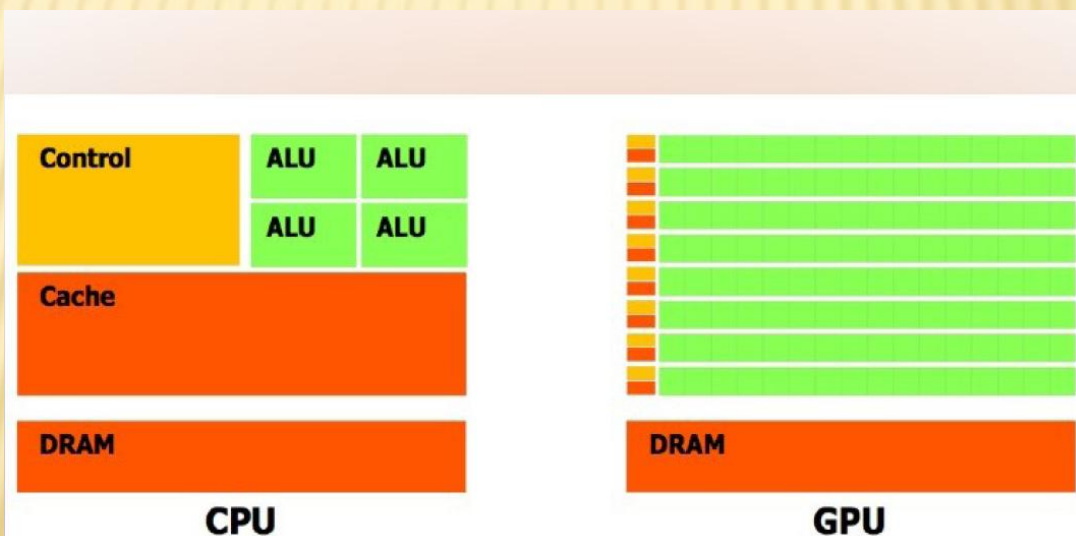 Control
ALU ALU
ALU ALU
Cache
DRAM
DRAM
CPU
GPU